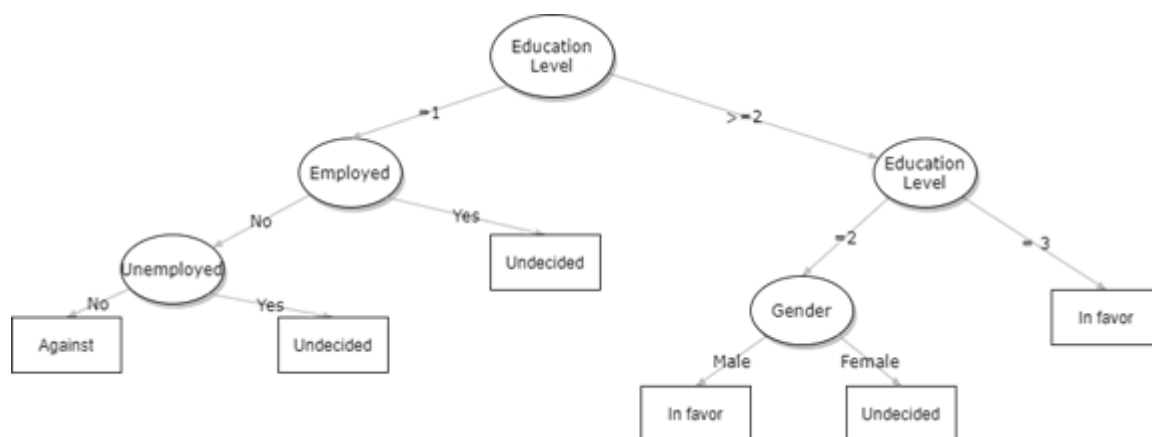 Education
Level
=1
>=2
Employed
Education
Level
No
Yes
=2
= 3
Unemployed
Undecided
No
Yes
Gender
In favor
Against
Undecided
Male
Female
In favor
Undecided